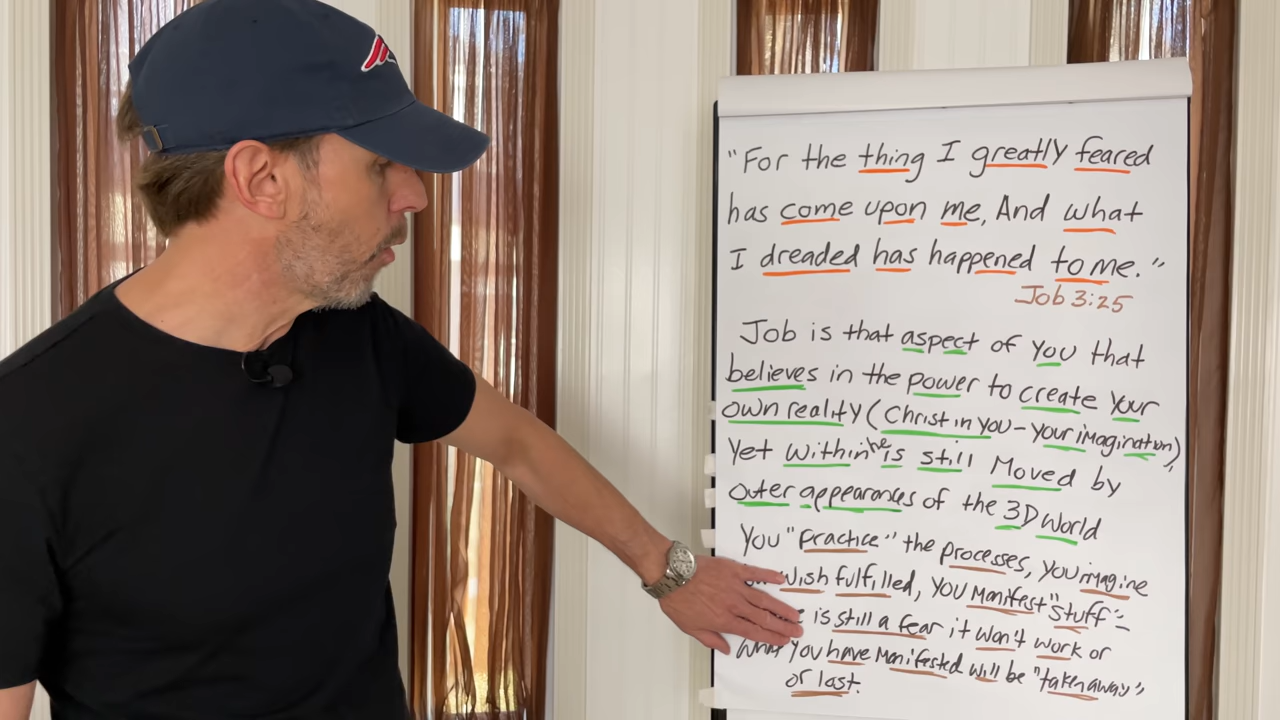 "For the thing I greatly feared
has come upon me, And what
I dreaded has happened to me."
Job 3:25
Job is that aspect of you that
believes in the power to create your
own reality (Christ in you - your imagination),
yet within he is still moved by
outer appearances of the 3D world
You "practice" the processes, you imagine
wish fulfilled, you manifest "stuff" -
is still a fear it won't work or
what you have manifested will be "taken away",
or last.